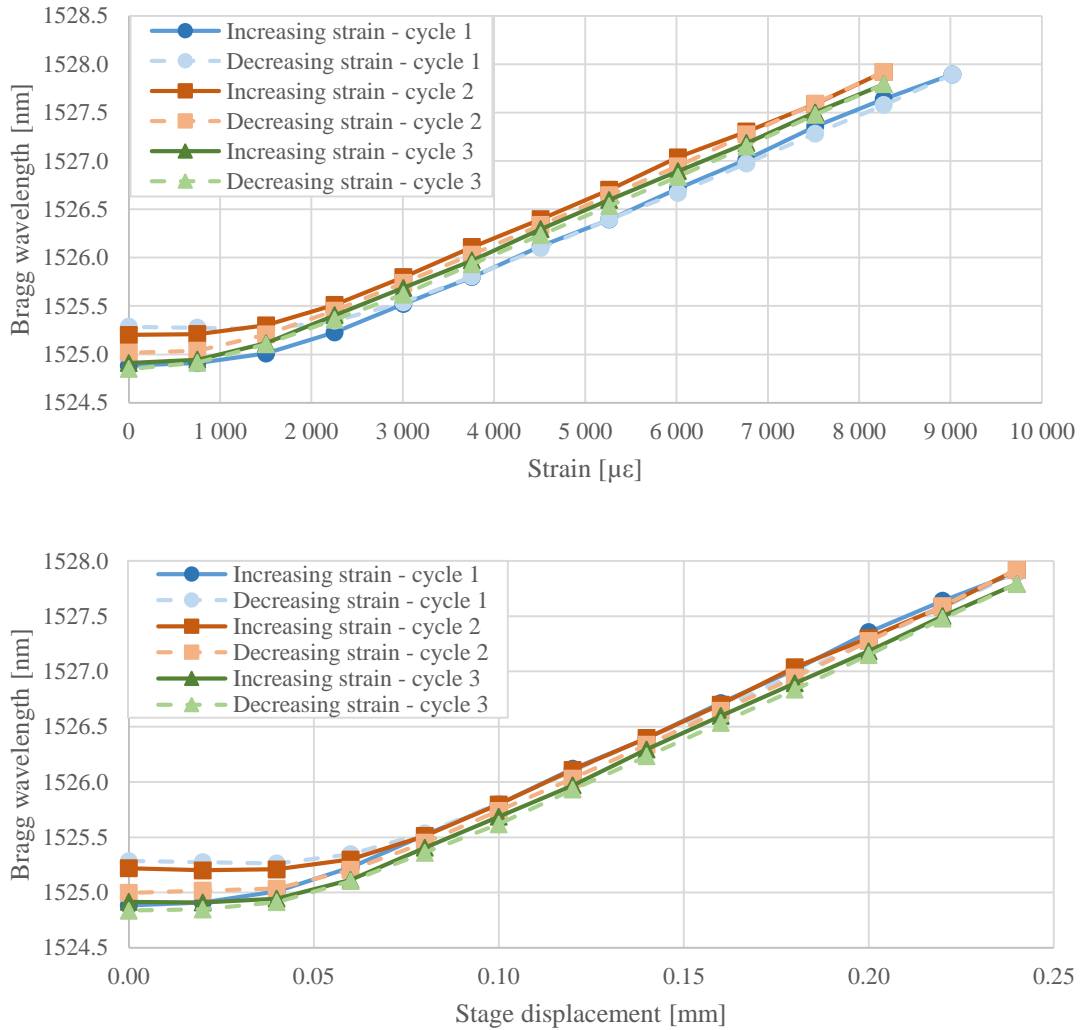 1528.5
1528.0
1527.5
1527.0
1526.5
1526.0
1525.5
1525.0
1524.5
Bragg wavelength [nm]
Increasing strain - cycle 1
Decreasing strain - cycle 1
Increasing strain - cycle 2
Decreasing strain - cycle 2
Increasing strain - cycle 3
Decreasing strain - cycle 3
0 1 000 2 000 3 000 4 000 5 000 6 000 7 000 8 000 9 000 10 000
Strain [µε]
1528.0
1527.5
1527.0
1526.5
1526.0
1525.5
1525.0
1524.5
Bragg wavelength [nm]
Increasing strain - cycle 1
Decreasing strain - cycle 1
Increasing strain - cycle 2
Decreasing strain - cycle 2
Increasing strain - cycle 3
Decreasing strain - cycle 3
0.00 0.05 0.10 0.15 0.20 0.25
Stage displacement [mm]